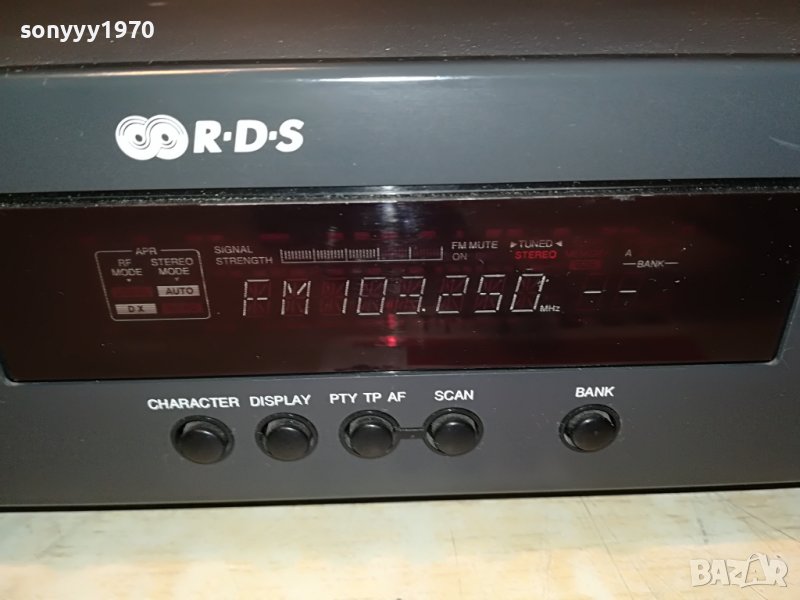 sonyyy1970
R·D·S
APR
RF MODE
STEREO MODE
AUTO
DX
SIGNAL STRENGTH
FM MUTE
ON
►TUNED◄
STEREO
A
—BANK—
FM 103.250 MHz --
CHARACTER DISPLAY PTY TP AF SCAN BANK
BAZAR